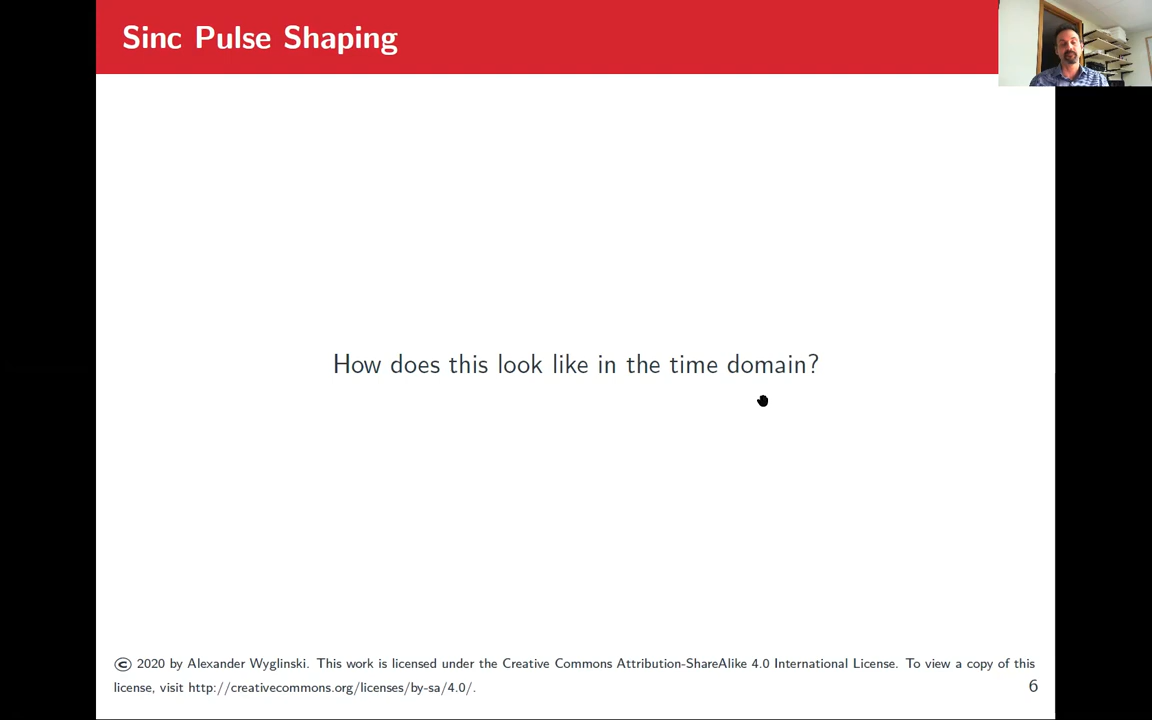 Sinc Pulse Shaping
How does this look like in the time domain?
© 2020 by Alexander Wyglinski. This work is licensed under the Creative Commons Attribution-ShareAlike 4.0 International License. To view a copy of this
license, visit http://creativecommons.org/licenses/by-sa/4.0/.
6